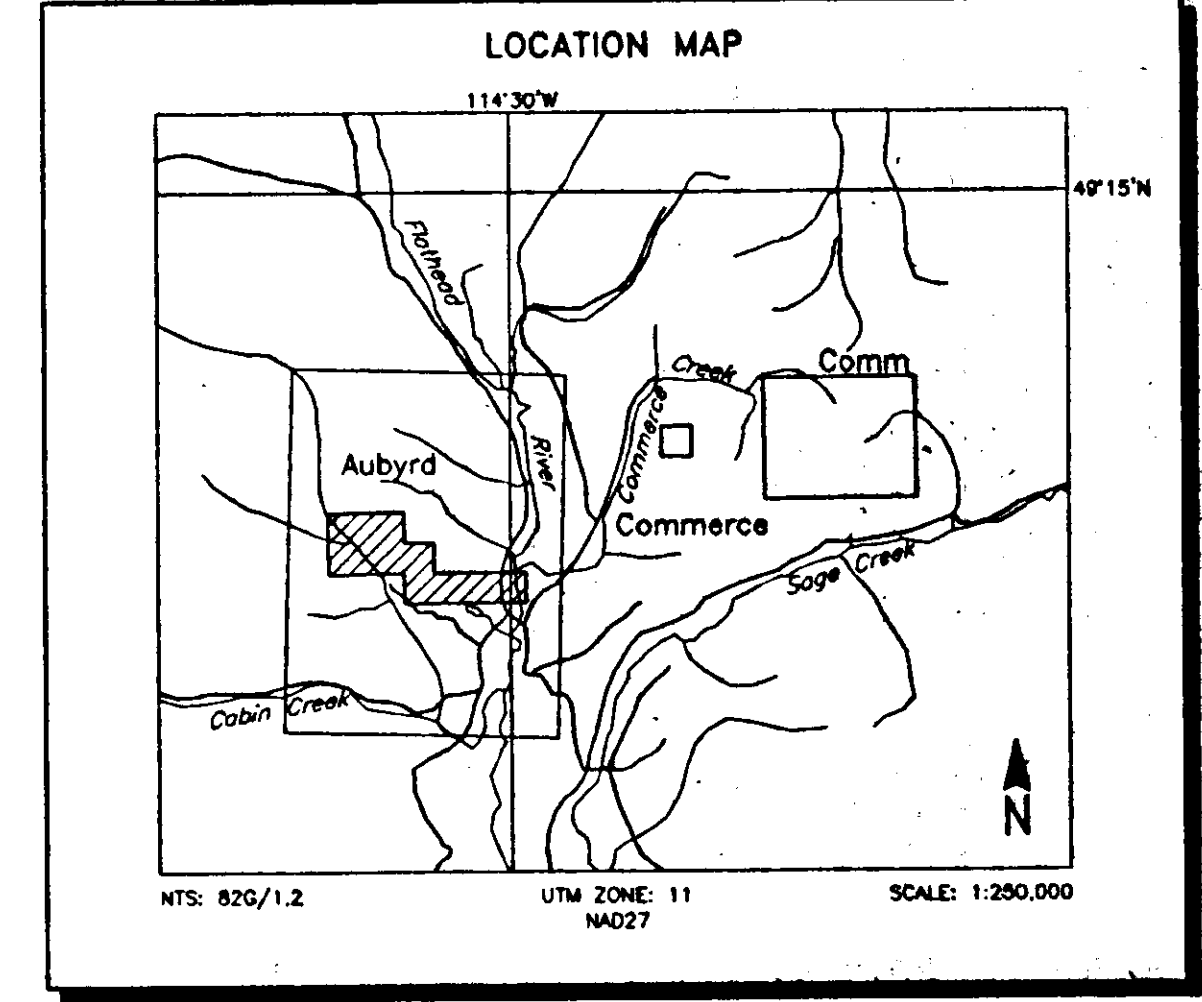 LOCATION MAP
114°30'W
49°15'N
Flathead
Comm
Creek
Commerce
River
Aubyrd
Commerce
Sage Creek
Cabin Creek
N
NTS: 82G/1.2
UTM ZONE: 11
SCALE: 1:250,000
NAD27